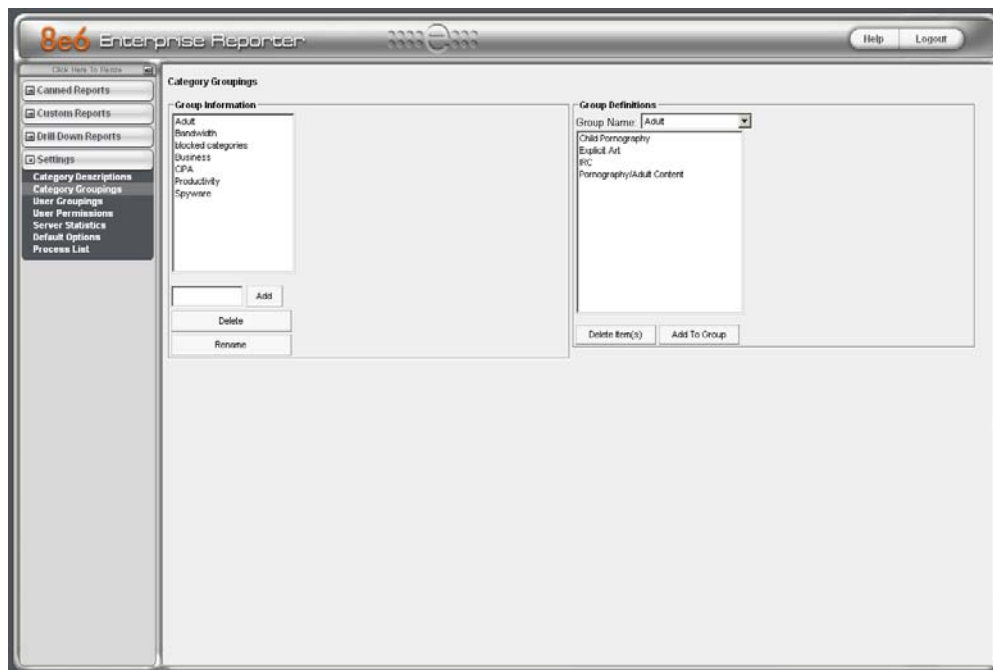 8e6 Enterprise Reporter
Help
Logout
Click Here To Resize
Canned Reports
Custom Reports
Drill Down Reports
Settings
Category Descriptions
Category Groupings
User Groupings
User Permissions
Server Statistics
Default Options
Process List
Category Groupings
Group Information
Adult
Bandwidth
blocked categories
Business
CIPA
Productivity
Spyware
Add
Delete
Rename
Group Definitions
Group Name: Adult
Child Pornography
Explicit Art
IRC
Pornography/Adult Content
Delete Item(s)
Add To Group